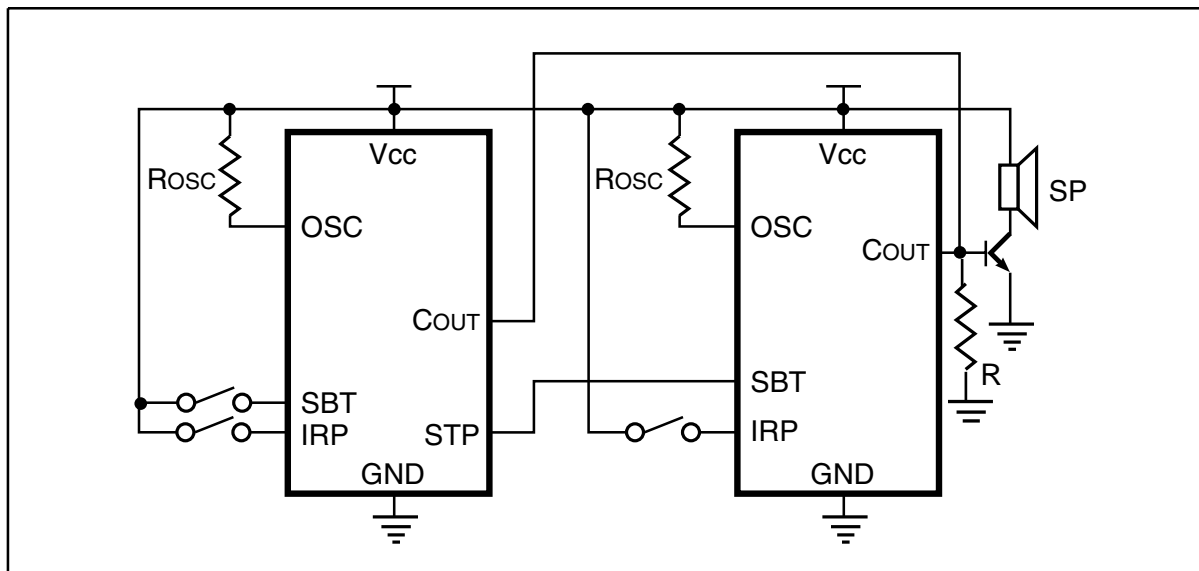 Vcc
ROSC
OSC
COUT
SBT
IRP
STP
GND
Vcc
ROSC
OSC
COUT
SBT
IRP
GND
SP
R